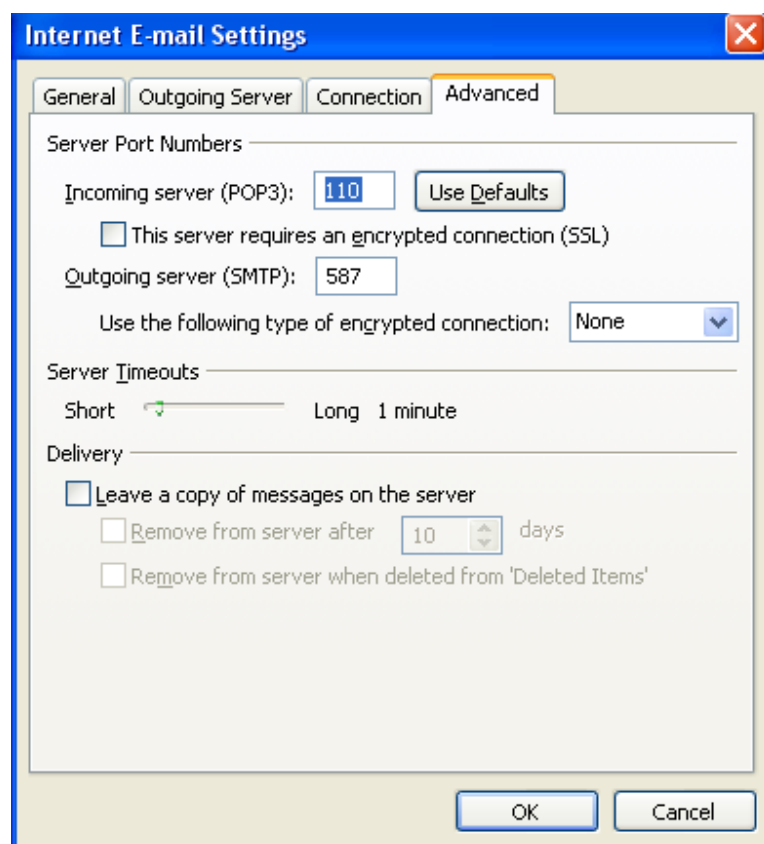 Internet E-mail Settings
General Outgoing Server Connection Advanced
Server Port Numbers
Incoming server (POP3): 110 Use Defaults
This server requires an encrypted connection (SSL)
Outgoing server (SMTP): 587
Use the following type of encrypted connection: None
Server Timeouts
Short Long 1 minute
Delivery
Leave a copy of messages on the server
Remove from server after 10 days
Remove from server when deleted from 'Deleted Items'
OK Cancel